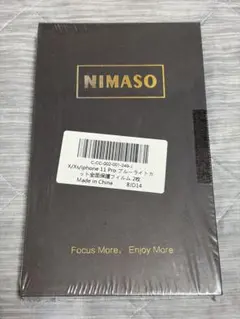 NIMASO
X/Xs/iphone 11 Pro ブルーライトカ
ット全面保護フィルム 2枚
Made in China
Focus More, Enjoy More